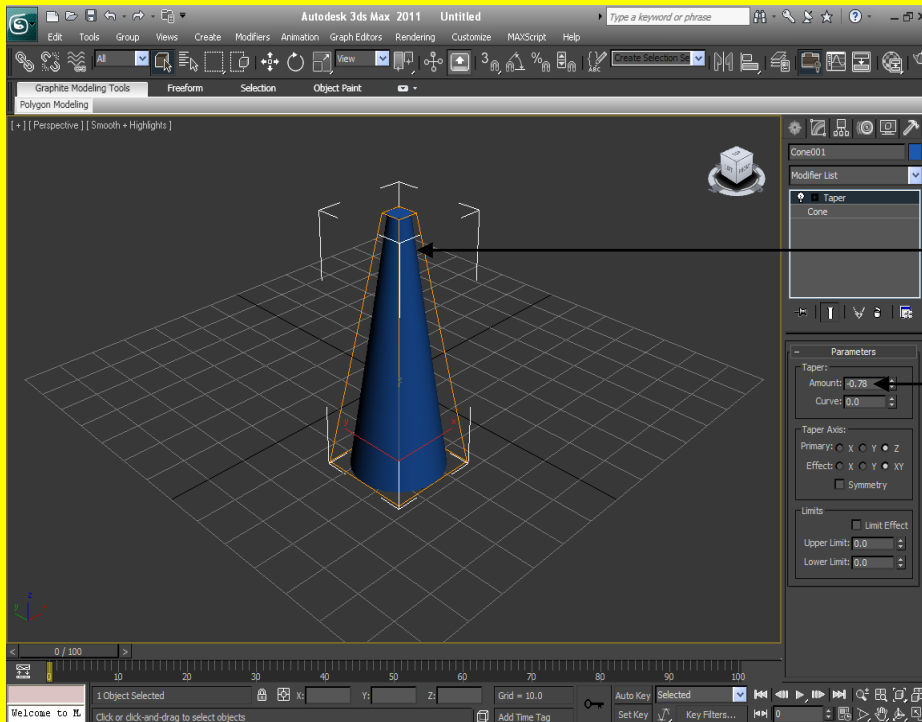 Autodesk 3ds Max 2011 Untitled
Type a keyword or phrase
Edit Tools Group Views Create Modifiers Animation Graph Editors Rendering Customize MAXScript Help
All View Create Selection Se
Graphite Modeling Tools Freeform Selection Object Paint
Polygon Modeling
[ + ] [ Perspective ] [ Smooth + Highlights ]
Cone001
Modifier List
Taper
Cone
Parameters
Taper:
Amount: -0.78
Curve: 0.0
Taper Axis:
Primary: X Y Z
Effect: X Y XY
Symmetry
Limits
Limit Effect
Upper Limit: 0.0
Lower Limit: 0.0
0 / 100
0 10 20 30 40 50 60 70 80 90 100
1 Object Selected X: Y: Z: Grid = 10.0 Auto Key Selected
Welcome to M Click or click-and-drag to select objects Add Time Tag Set Key Key Filters... 0